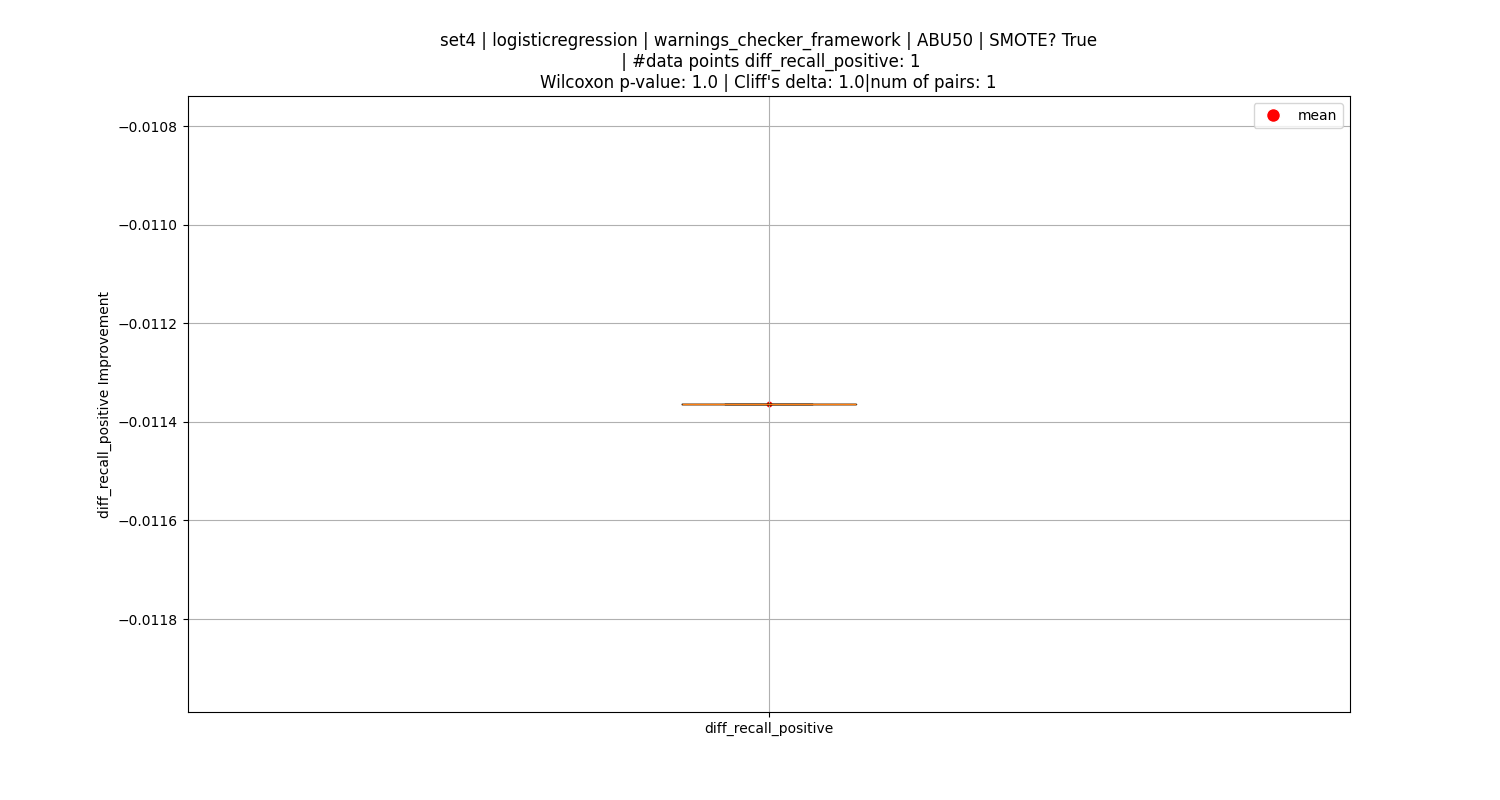 set4 | logisticregression | warnings_checker_framework | ABU50 | SMOTE? True
| #data points diff_recall_positive: 1
Wilcoxon p-value: 1.0 | Cliff's delta: 1.0|num of pairs: 1
mean
−0.0108
−0.0110
−0.0112
−0.0114
−0.0116
−0.0118
diff_recall_positive Improvement
diff_recall_positive